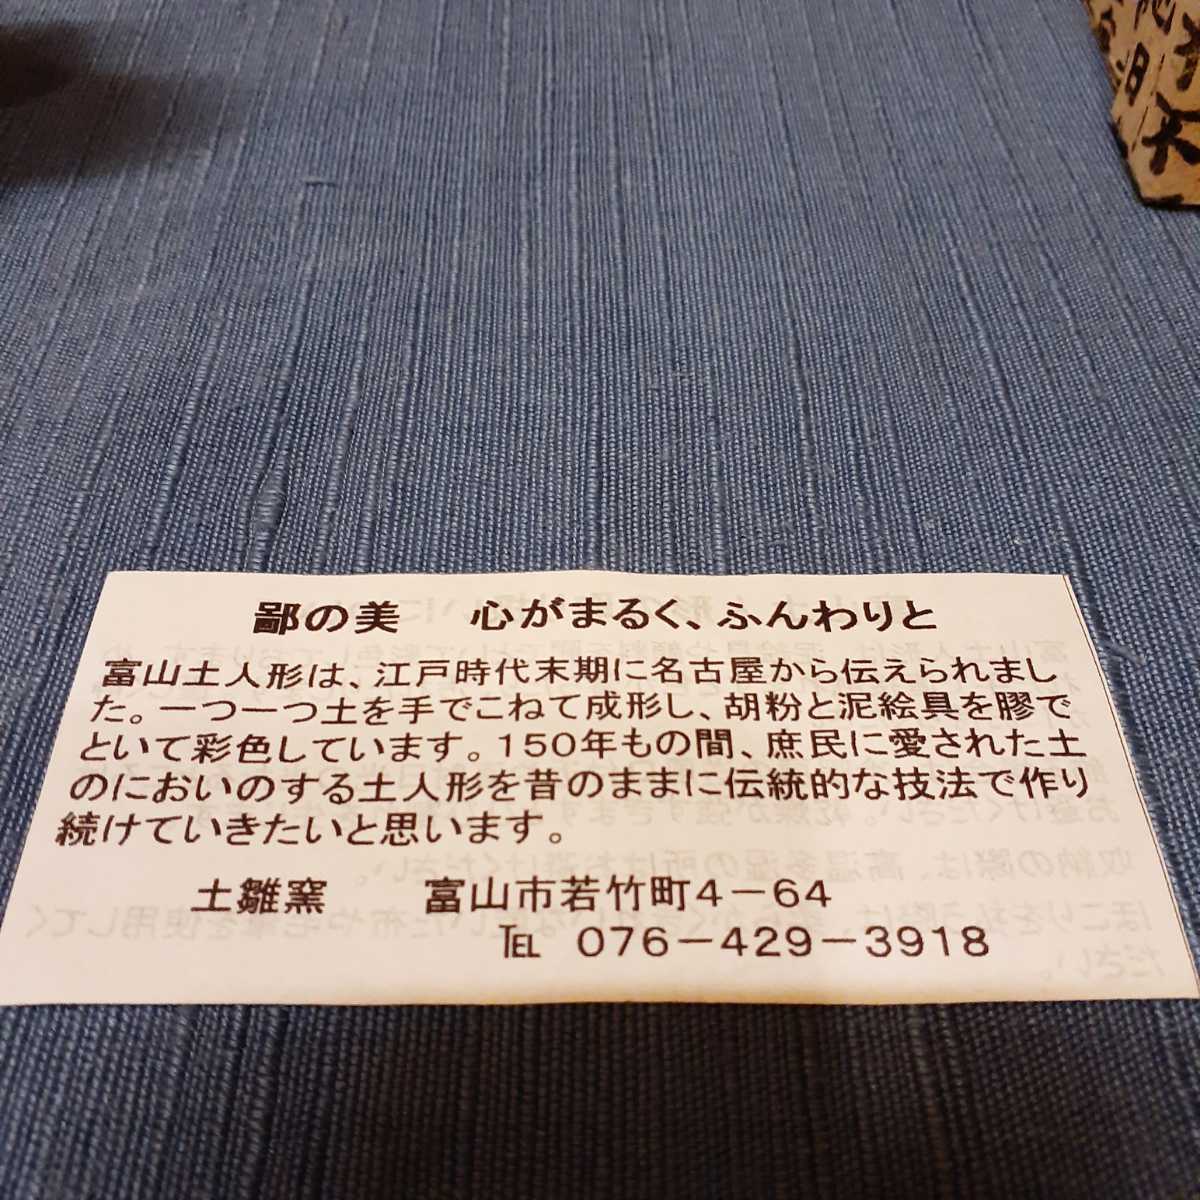 鄙の美　心がまるく、ふんわりと
富山土人形は、江戸時代末期に名古屋から伝えられまし
た。一つ一つ土を手でこねて成形し、胡粉と泥絵具を膠で
といて彩色しています。150年もの間、庶民に愛された土
のにおいのする土人形を昔のままに伝統的な技法で作り
続けていきたいと思います。
土雛窯　富山市若竹町4－64
℡ 076－429－3918